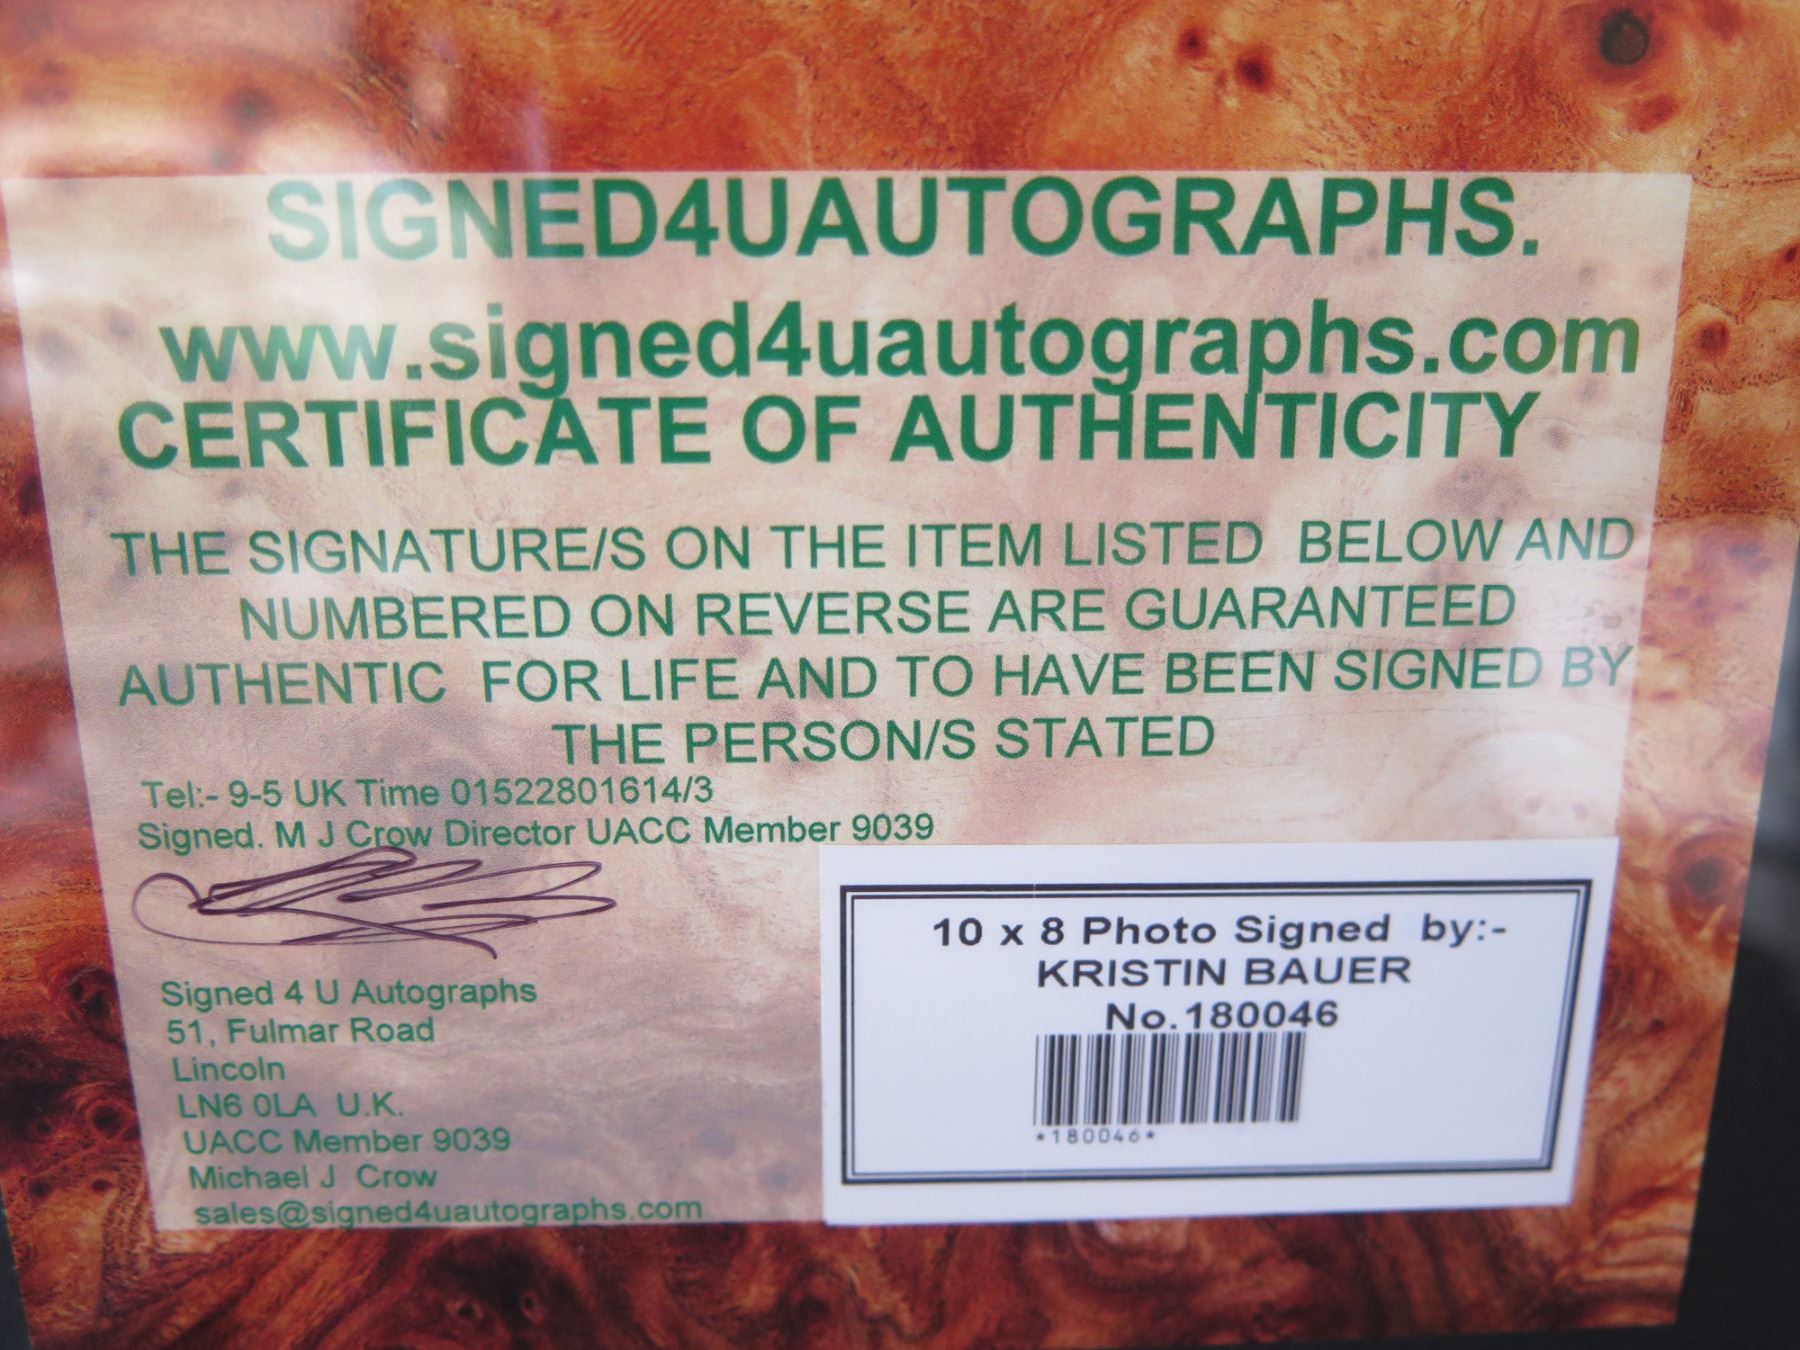 SIGNED4UAUTOGRAPHS.
www.signed4uautographs.com
CERTIFICATE OF AUTHENTICITY
THE SIGNATURE/S ON THE ITEM LISTED BELOW AND
NUMBERED ON REVERSE ARE GUARANTEED
AUTHENTIC FOR LIFE AND TO HAVE BEEN SIGNED BY
THE PERSON/S STATED
Tel:- 9-5 UK Time 01522801614/3
Signed. M J Crow Director UACC Member 9039
Signed 4 U Autographs
51, Fulmar Road
Lincoln
LN6 0LA U.K.
UACC Member 9039
Michael J Crow
sales@signed4uautographs.com
10 x 8 Photo Signed by:-
KRISTIN BAUER
No.180046
*180046*